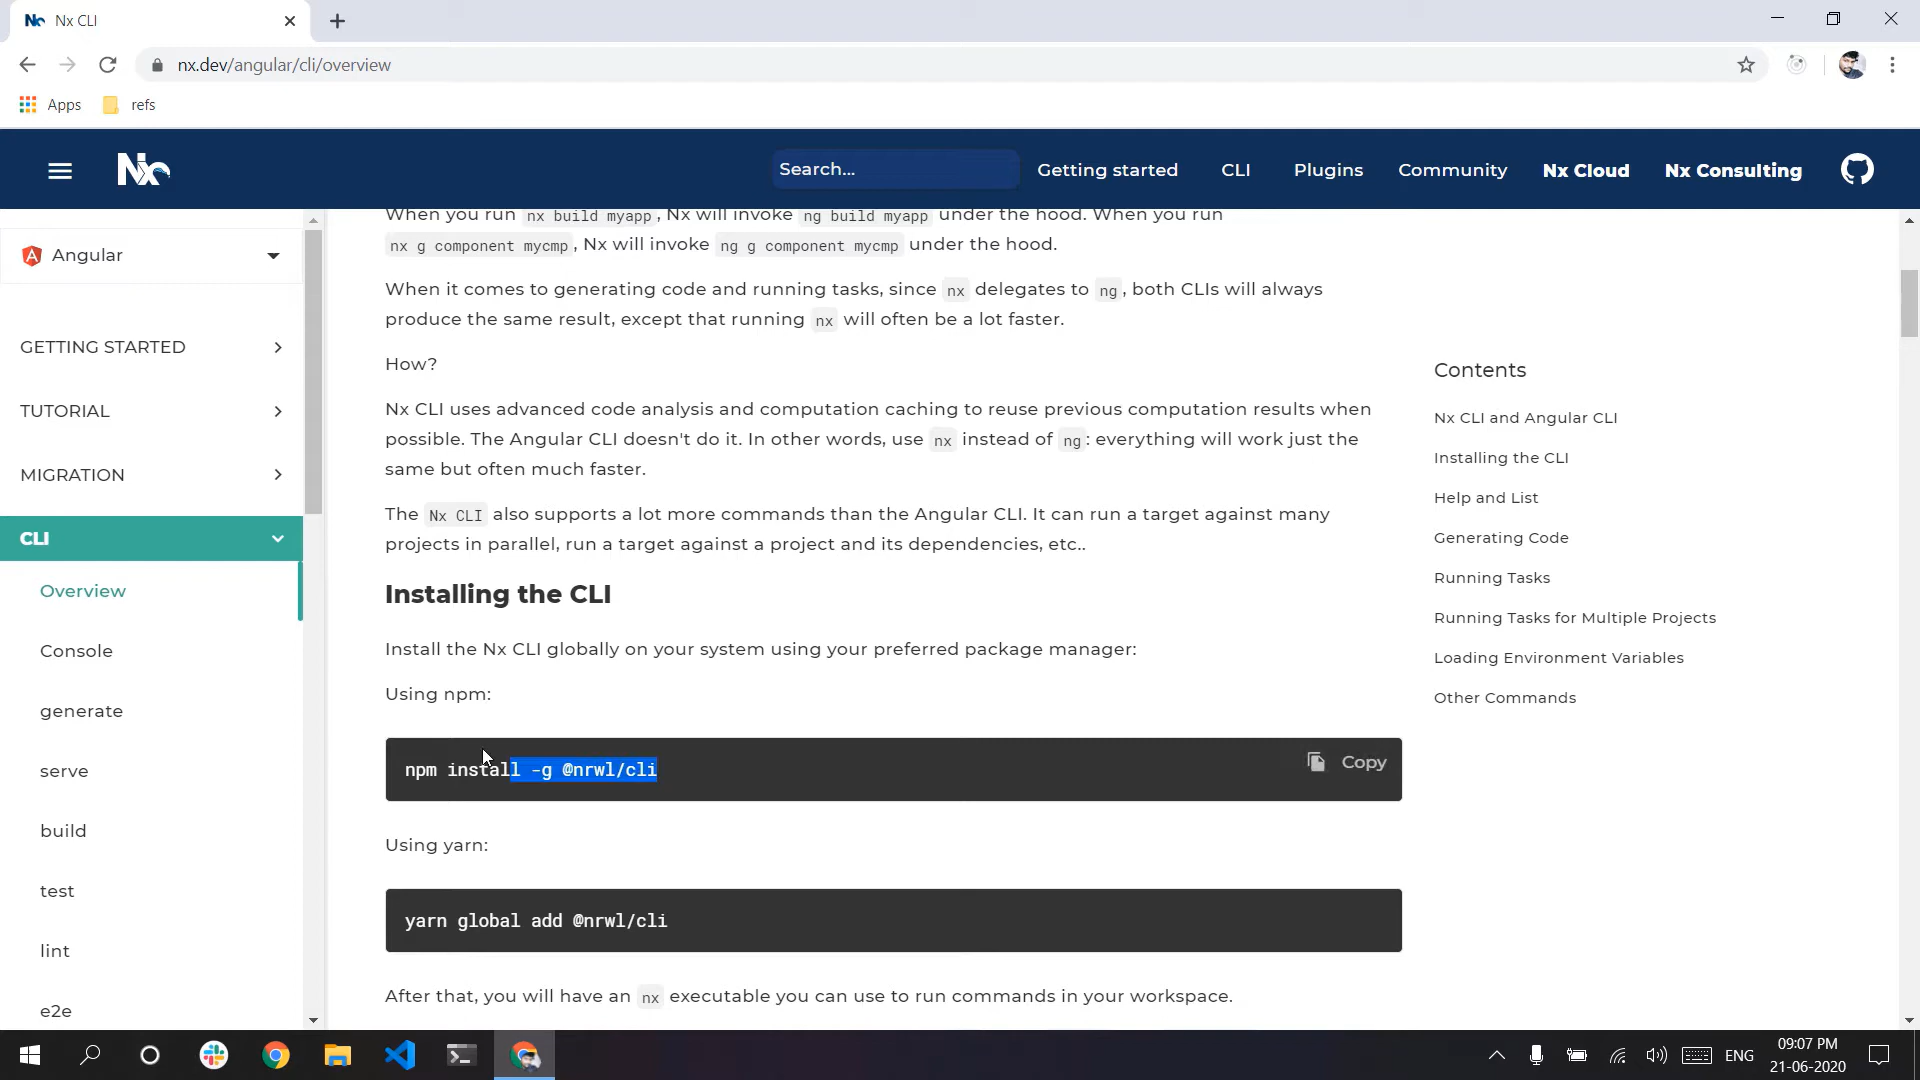 Nx CLI
nx.dev/angular/cli/overview
Apps
refs
Nx
Search...
Getting started
CLI
Plugins
Community
Nx Cloud
Nx Consulting
Angular
GETTING STARTED
TUTORIAL
MIGRATION
CLI
Overview
Console
generate
serve
build
test
lint
e2e
When you run nx build myapp, Nx will invoke ng build myapp under the hood. When you run
nx g component mycmp, Nx will invoke ng g component mycmp under the hood.
When it comes to generating code and running tasks, since nx delegates to ng, both CLIs will always
produce the same result, except that running nx will often be a lot faster.
How?
Nx CLI uses advanced code analysis and computation caching to reuse previous computation results when
possible. The Angular CLI doesn't do it. In other words, use nx instead of ng: everything will work just the
same but often much faster.
The Nx CLI also supports a lot more commands than the Angular CLI. It can run a target against many
projects in parallel, run a target against a project and its dependencies, etc..
Installing the CLI
Install the Nx CLI globally on your system using your preferred package manager:
Using npm:
npm install -g @nrwl/cli
Copy
Using yarn:
yarn global add @nrwl/cli
After that, you will have an nx executable you can use to run commands in your workspace.
Contents
Nx CLI and Angular CLI
Installing the CLI
Help and List
Generating Code
Running Tasks
Running Tasks for Multiple Projects
Loading Environment Variables
Other Commands
ENG
09:07 PM
21-06-2020